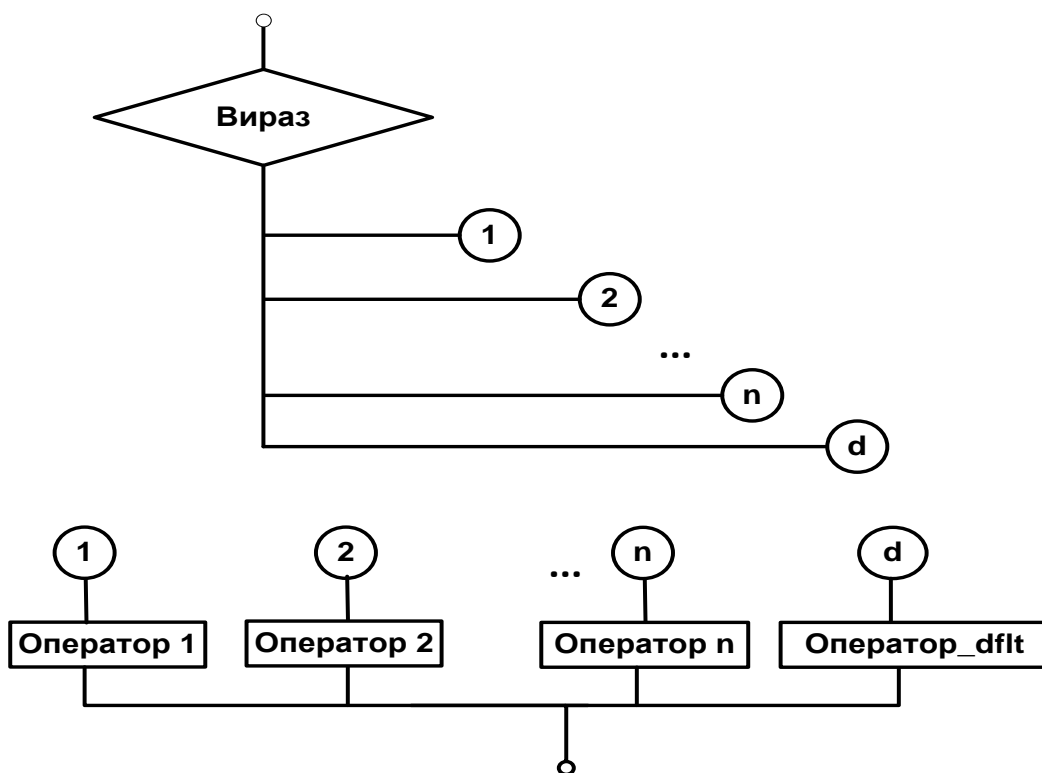 Вираз
1
2
...
n
d
1 2 ... n d
Оператор 1 Оператор 2 Оператор n Оператор_dflt